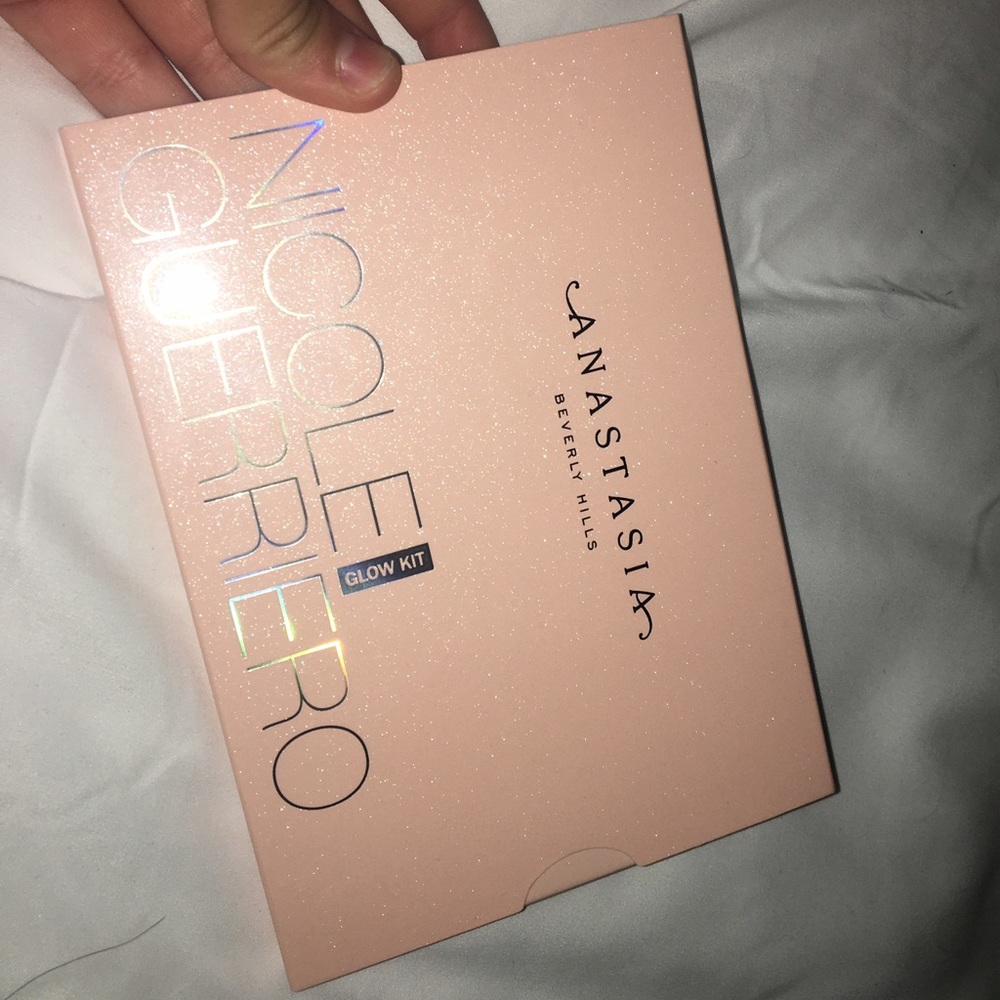 ANASTASIA
BEVERLY HILLS
NICOLE
GLOW KIT
GUERRIERO